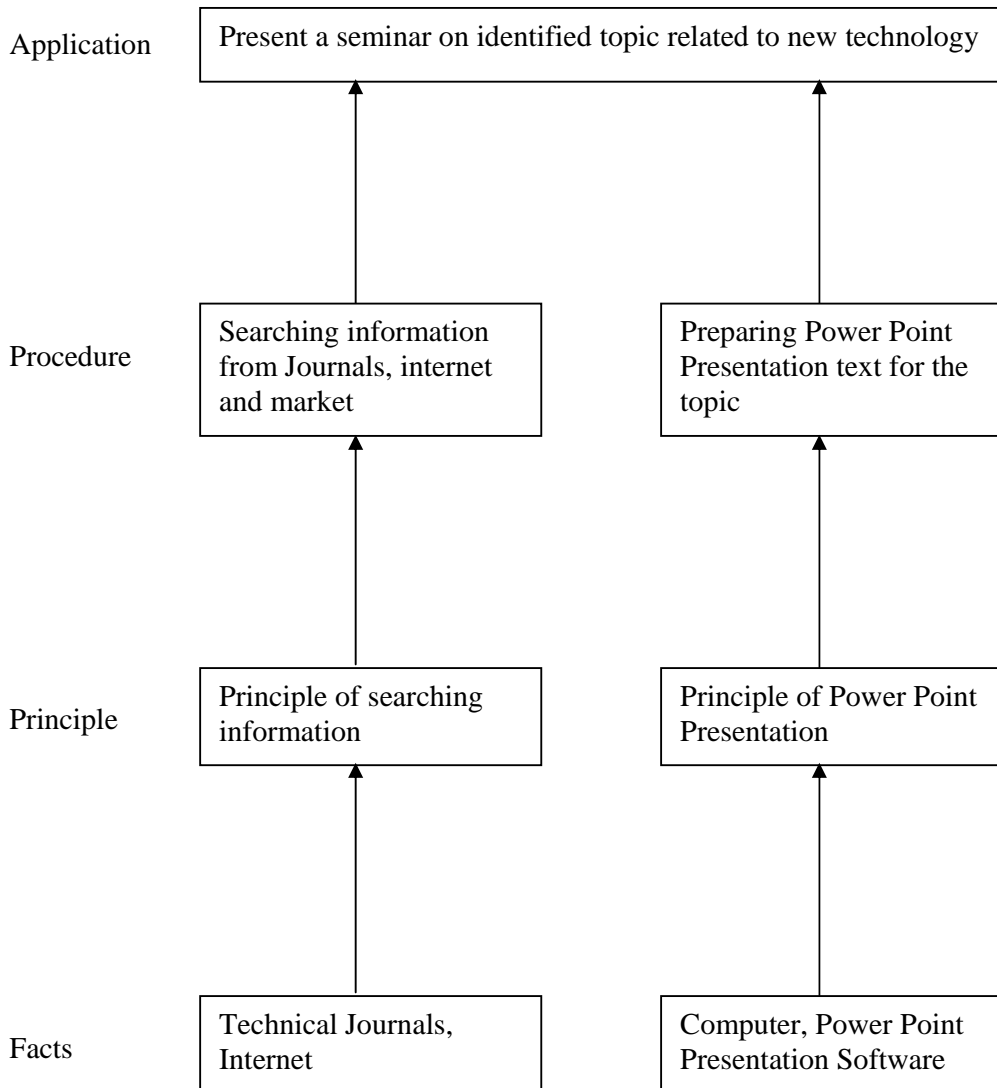 Application
Present a seminar on identified topic related to new technology
Procedure
Searching information
from Journals, internet
and market
Preparing Power Point
Presentation text for the
topic
Principle
Principle of searching
information
Principle of Power Point
Presentation
Facts
Technical Journals,
Internet
Computer, Power Point
Presentation Software